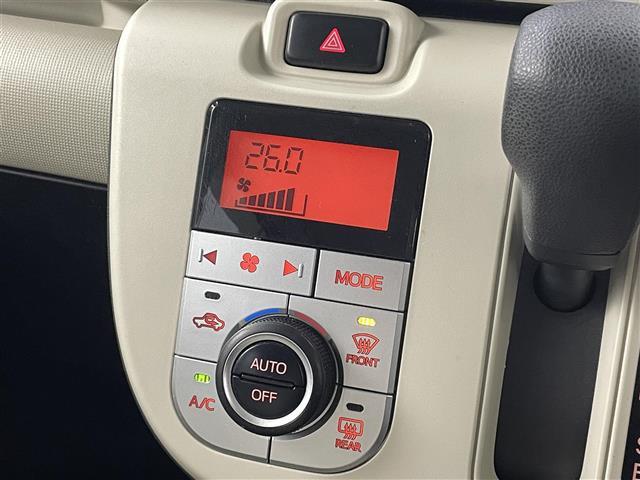 26.0
MODE
FRONT
AUTO
OFF
A/C
REAR
S